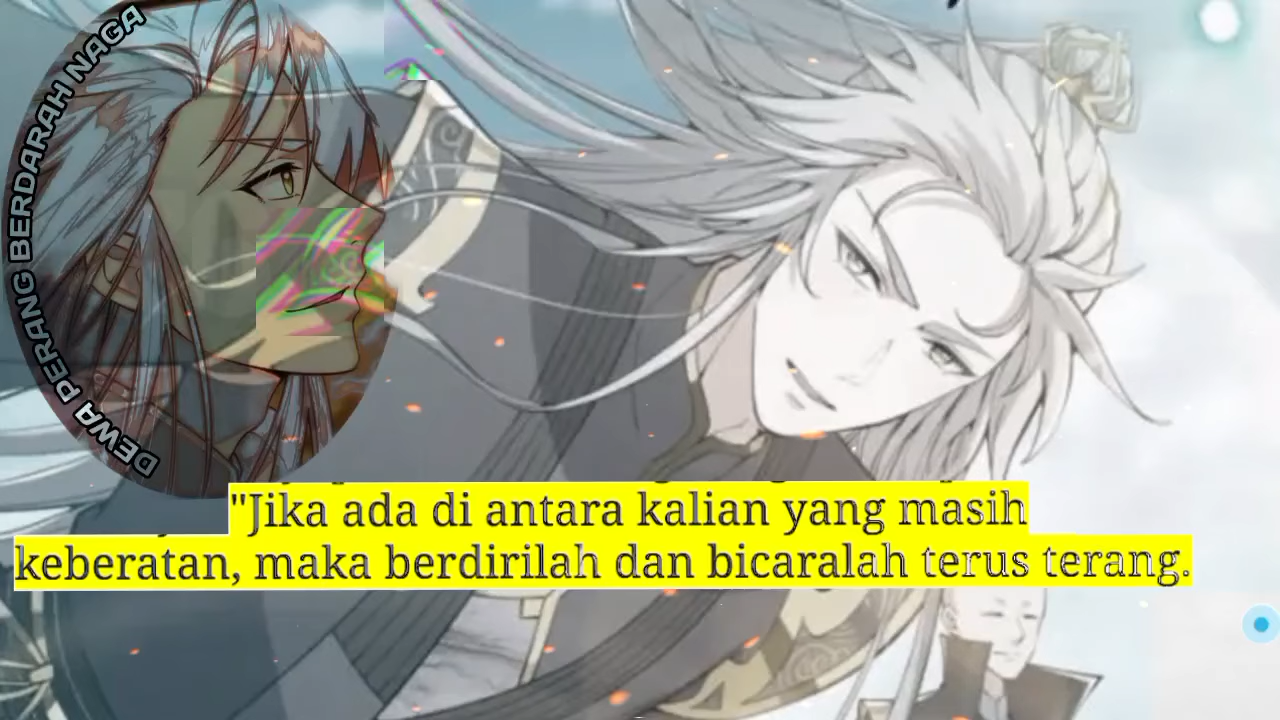 DEWA PERANG BERDARAH NAGA
"Jika ada di antara kalian yang masih
keberatan, maka berdirilah dan bicaralah terus terang.